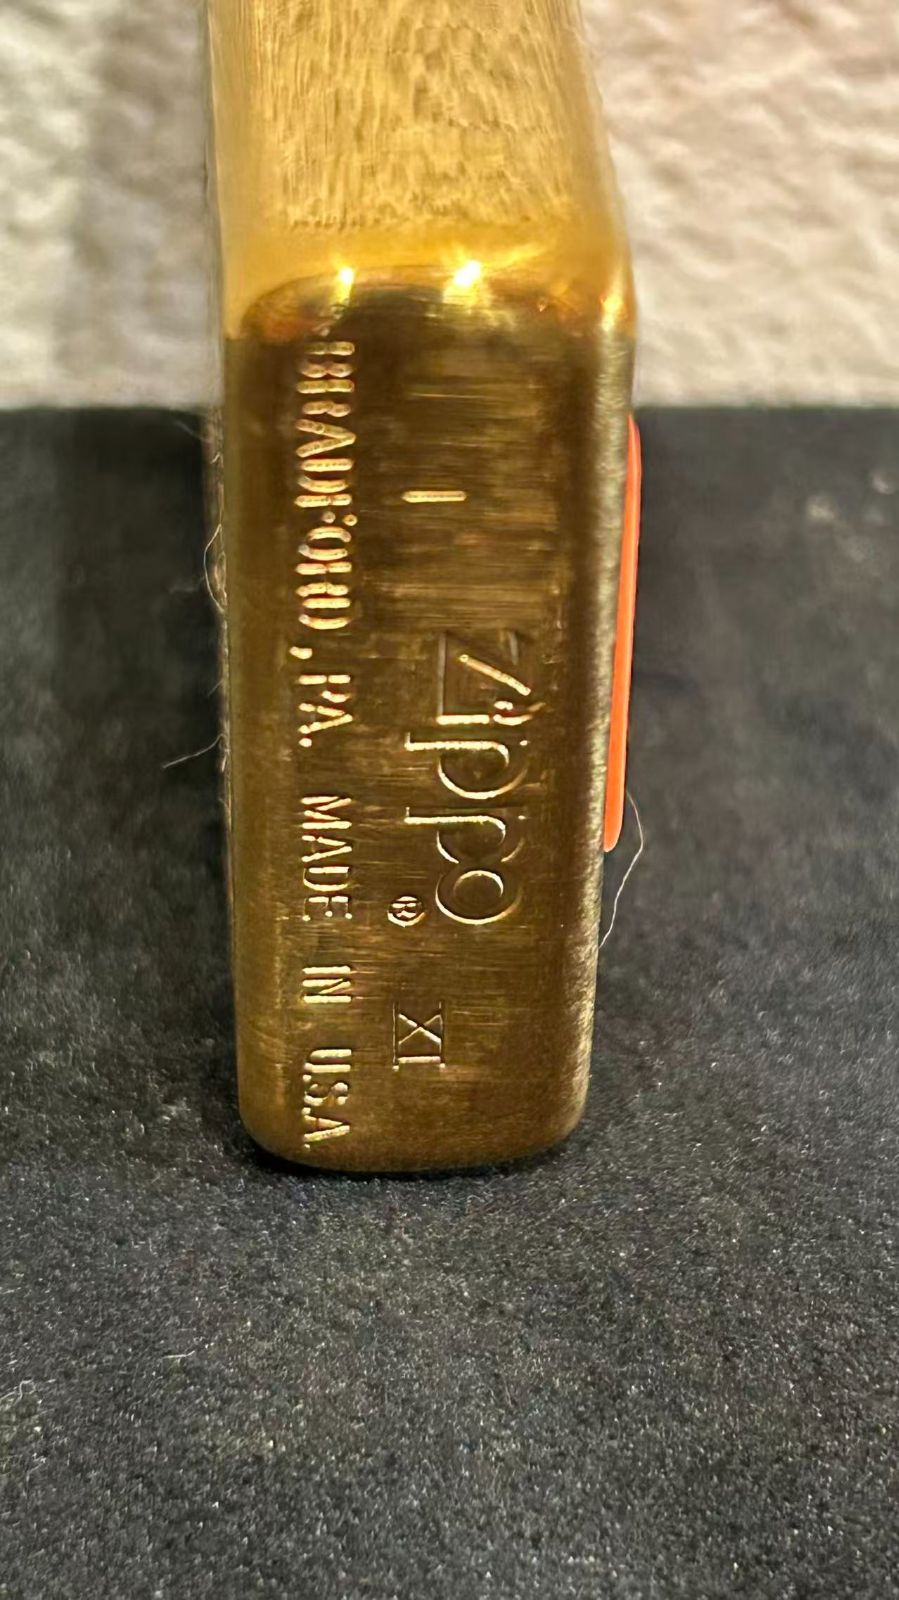 I Zippo® XI
BRADFORD, PA. MADE IN U.S.A.